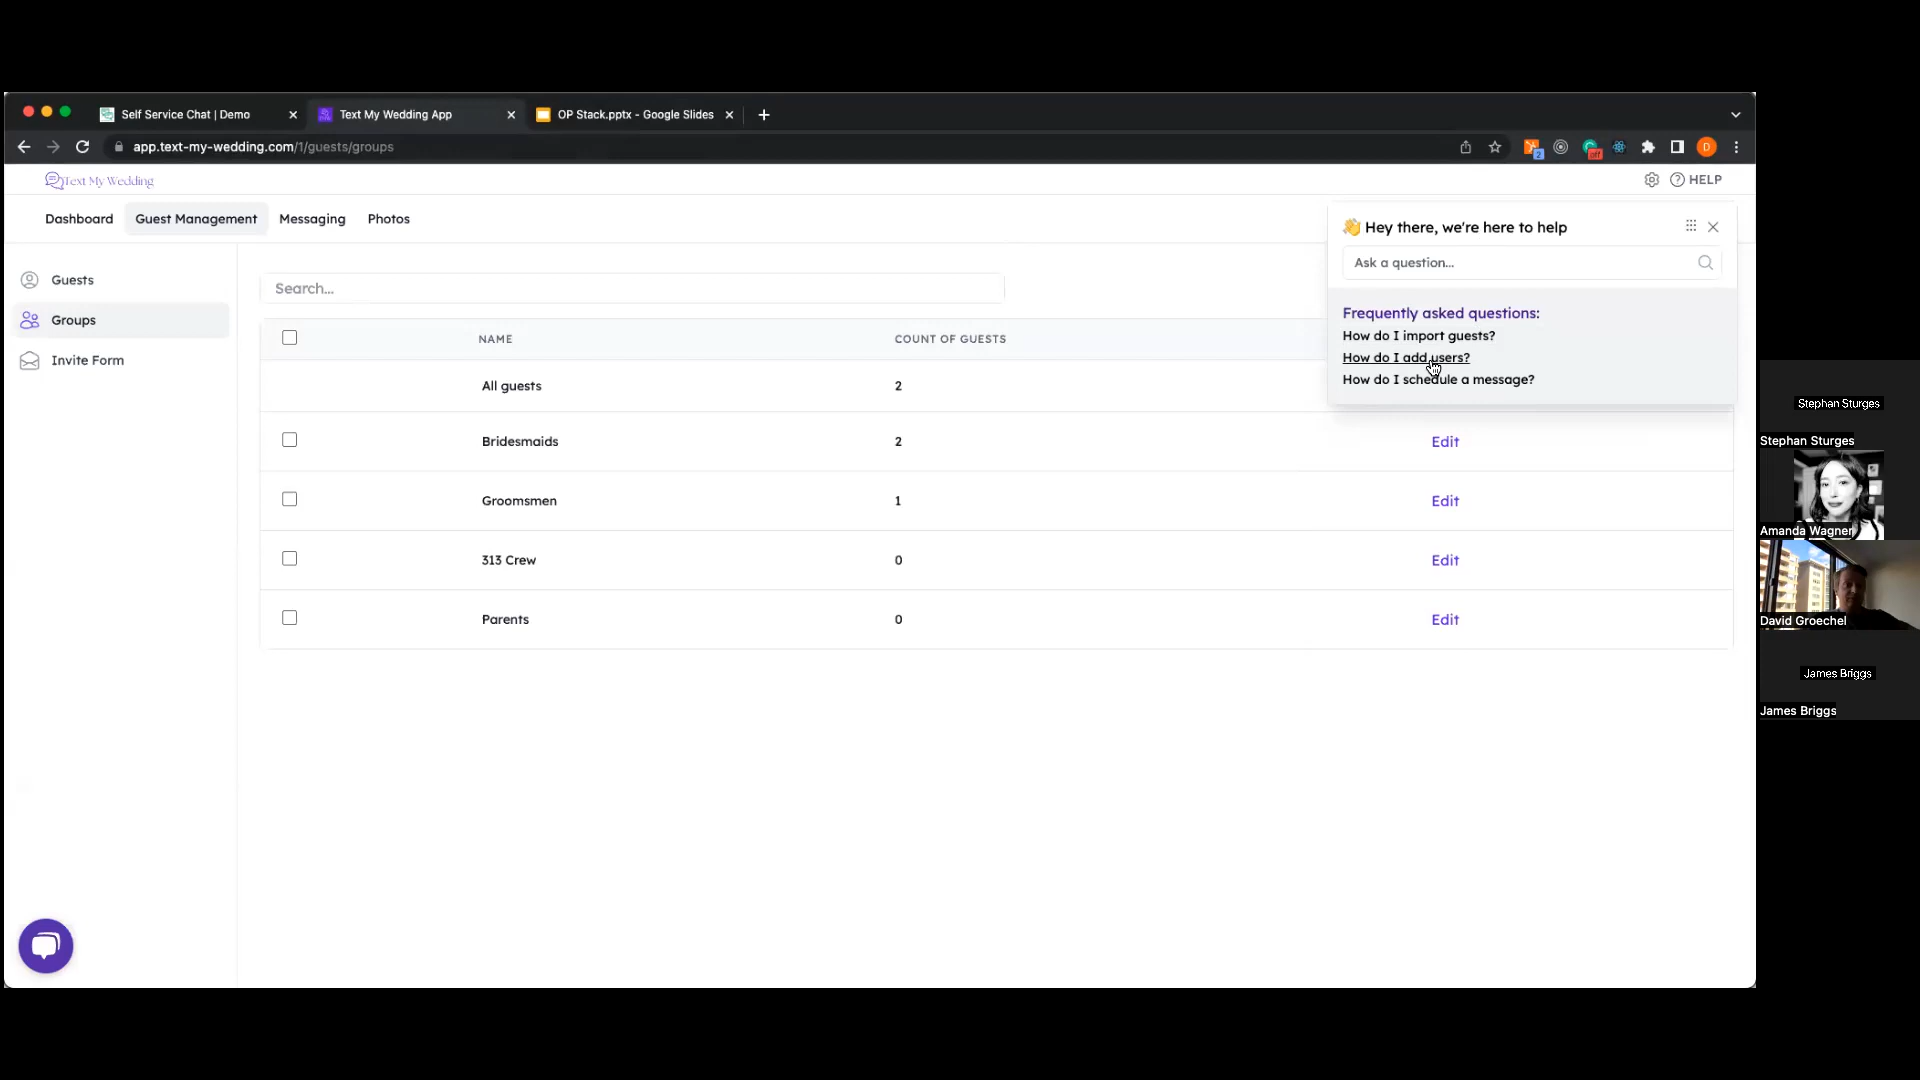 Self Service Chat | Demo
Text My Wedding App
OP Stack.pptx - Google Slides
app.text-my-wedding.com/1/guests/groups
2
off
D
Text My Wedding
HELP
Dashboard
Guest Management
Messaging
Photos
👋 Hey there, we're here to help
Ask a question...
Frequently asked questions:
How do I import guests?
How do I add users?
How do I schedule a message?
Guests
Groups
Invite Form
Search...
NAME
COUNT OF GUESTS
All guests
2
Bridesmaids
2
Edit
Groomsmen
1
Edit
313 Crew
0
Edit
Parents
0
Edit
Stephan Sturges
Stephan Sturges
Amanda Wagner
David Groechel
James Briggs
James Briggs